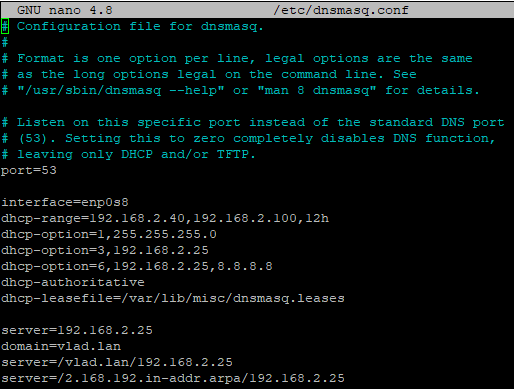 GNU nano 4.8 /etc/dnsmasq.conf
# Configuration file for dnsmasq.
#
# Format is one option per line, legal options are the same
# as the long options legal on the command line. See
# "/usr/sbin/dnsmasq --help" or "man 8 dnsmasq" for details.
# Listen on this specific port instead of the standard DNS port
# (53). Setting this to zero completely disables DNS function,
# leaving only DHCP and/or TFTP.
port=53
interface=enp0s8
dhcp-range=192.168.2.40,192.168.2.100,12h
dhcp-option=1,255.255.255.0
dhcp-option=3,192.168.2.25
dhcp-option=6,192.168.2.25,8.8.8.8
dhcp-authoritative
dhcp-leasefile=/var/lib/misc/dnsmasq.leases
server=192.168.2.25
domain=vlad.lan
server=/vlad.lan/192.168.2.25
server=/2.168.192.in-addr.arpa/192.168.2.25